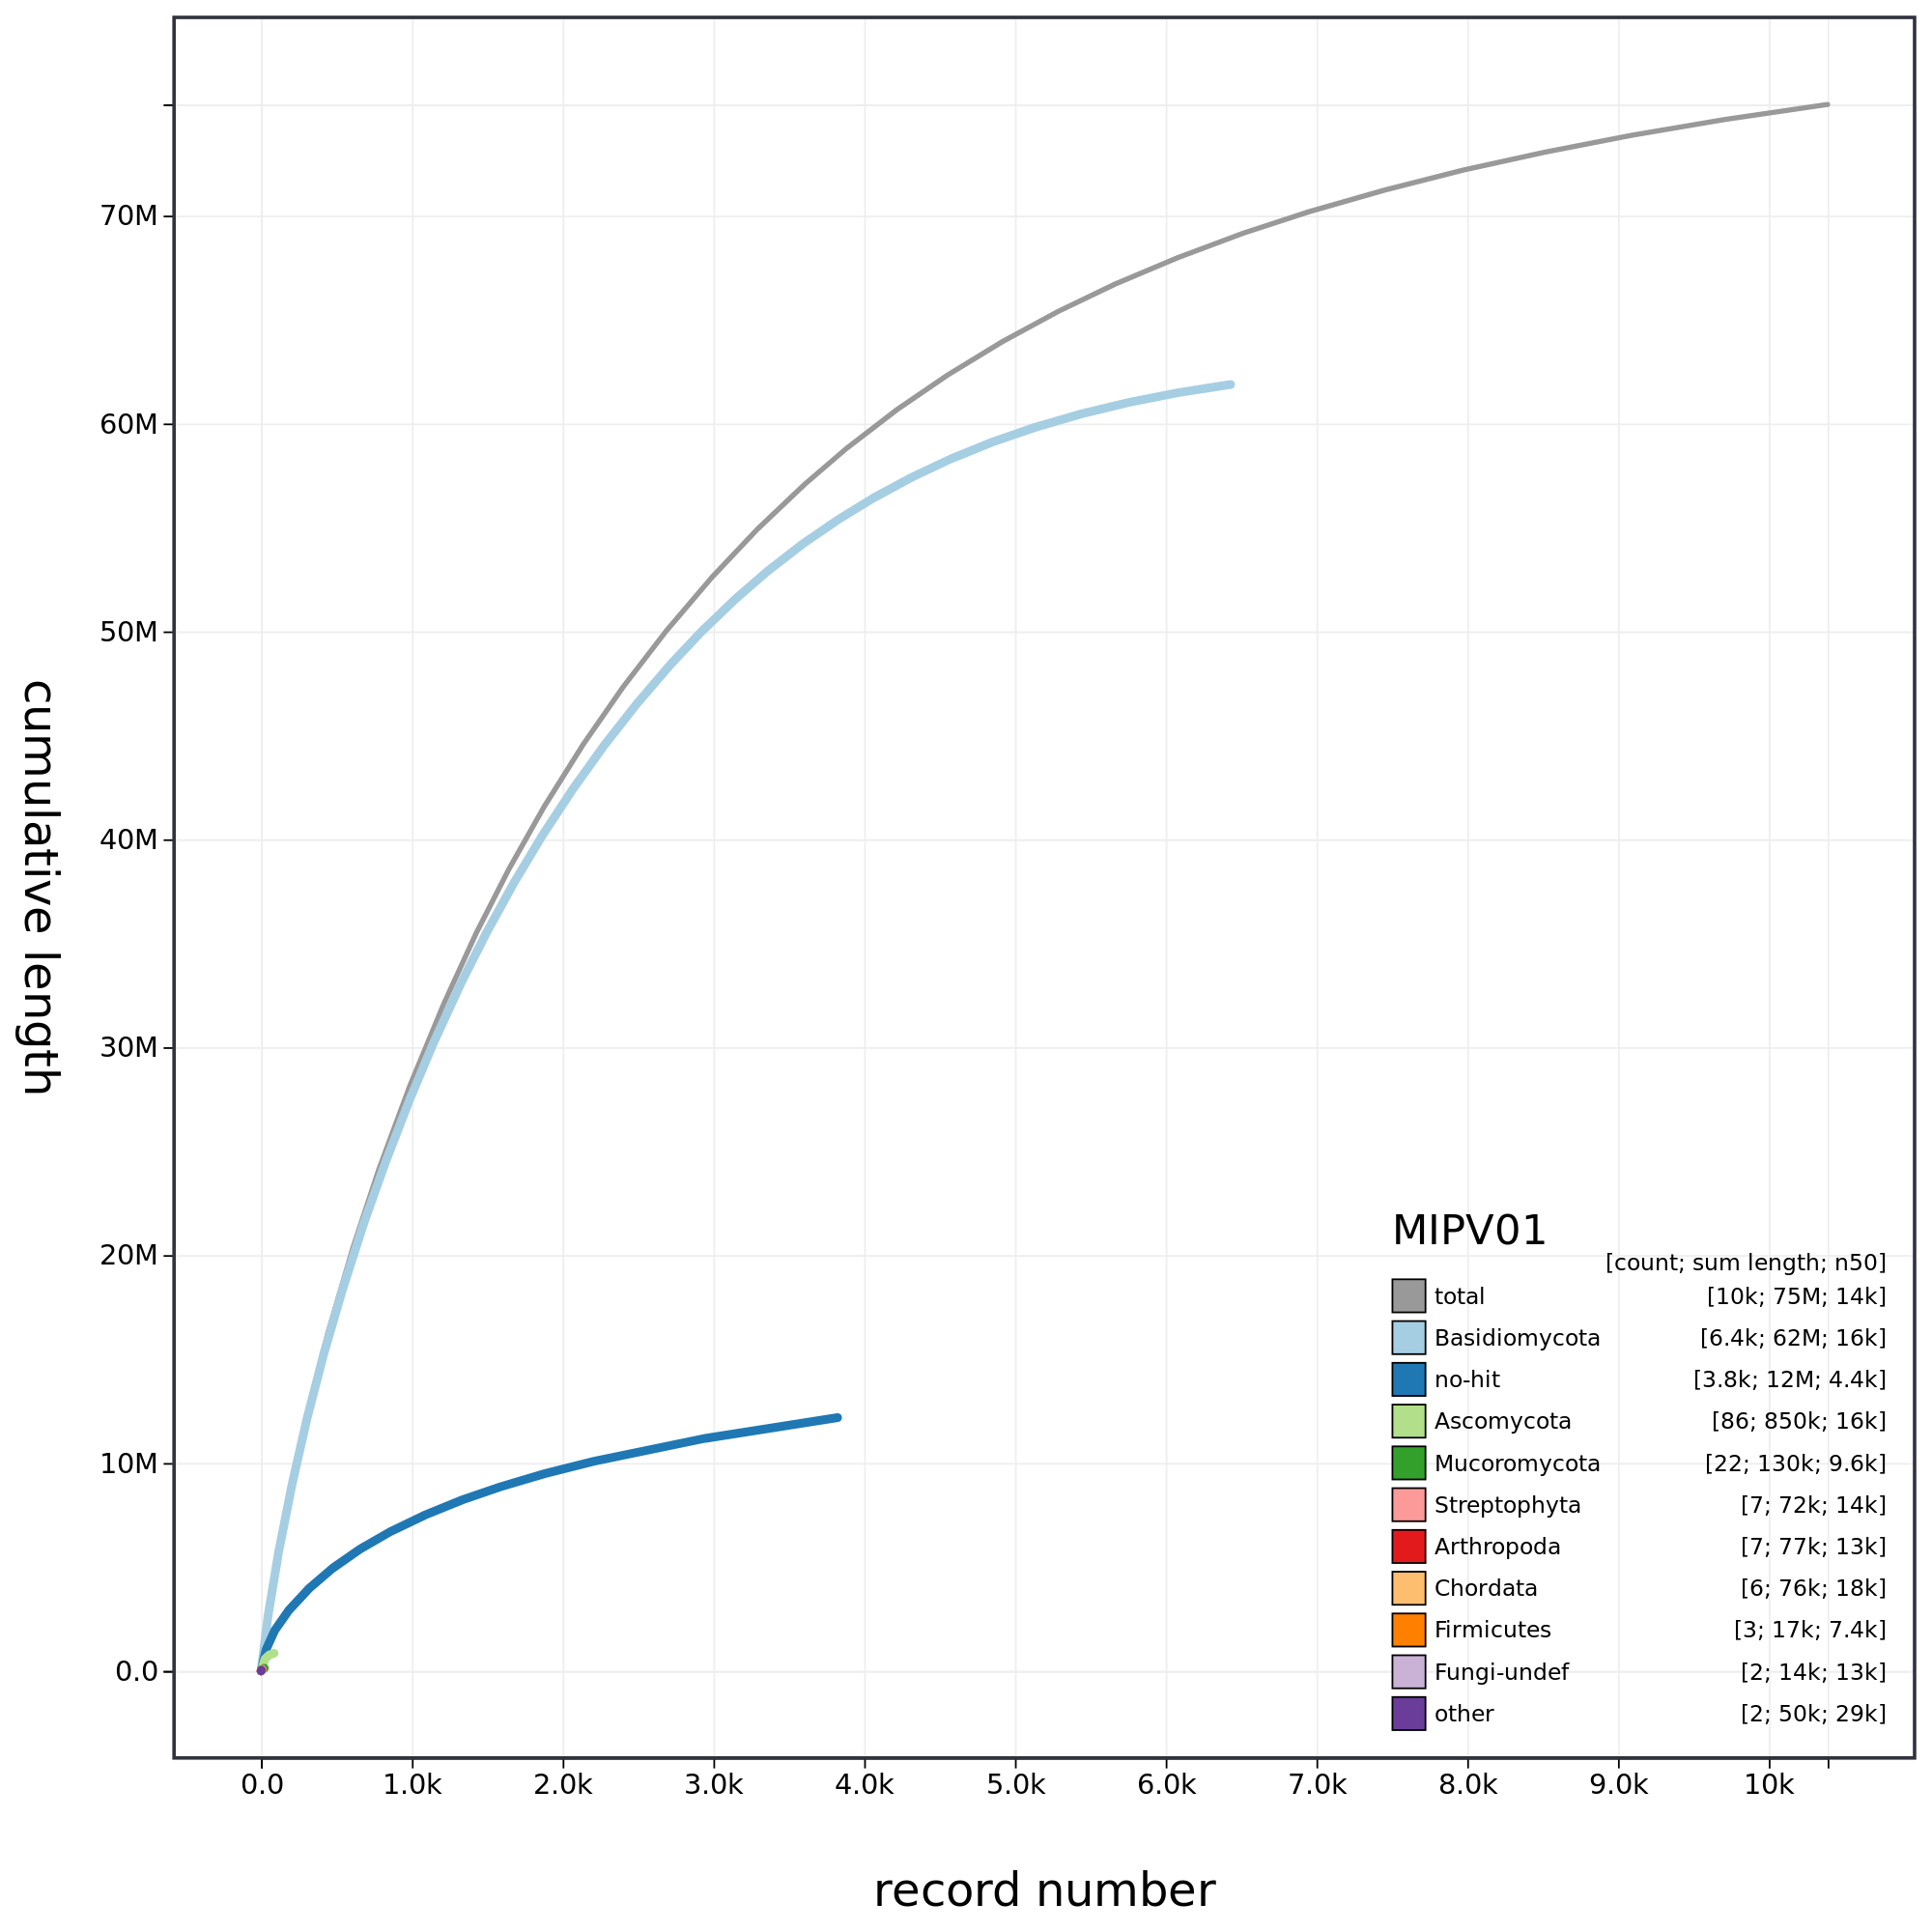 cumulative length
70M
60M
50M
40M
30M
20M
10M
0.0
MIPV01
[count; sum length; n50]
total [10k; 75M; 14k]
Basidiomycota [6.4k; 62M; 16k]
no-hit [3.8k; 12M; 4.4k]
Ascomycota [86; 850k; 16k]
Mucoromycota [22; 130k; 9.6k]
Streptophyta [7; 72k; 14k]
Arthropoda [7; 77k; 13k]
Chordata [6; 76k; 18k]
Firmicutes [3; 17k; 7.4k]
Fungi-undef [2; 14k; 13k]
other [2; 50k; 29k]
0.0 1.0k 2.0k 3.0k 4.0k 5.0k 6.0k 7.0k 8.0k 9.0k 10k
record number